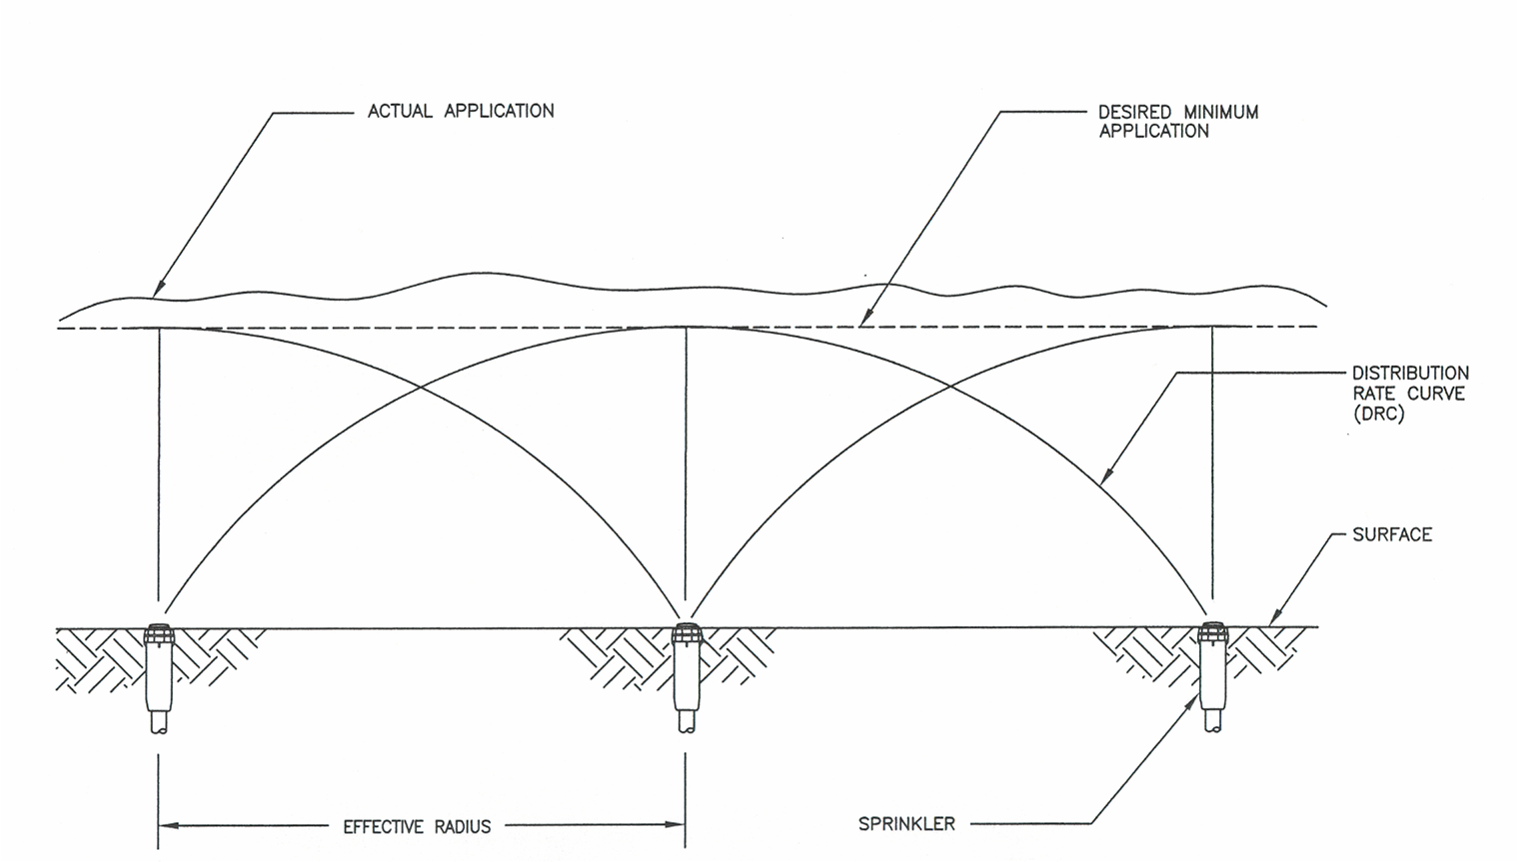 ACTUAL APPLICATION
DESIRED MINIMUM
APPLICATION
DISTRIBUTION
RATE CURVE
(DRC)
SURFACE
EFFECTIVE RADIUS
SPRINKLER